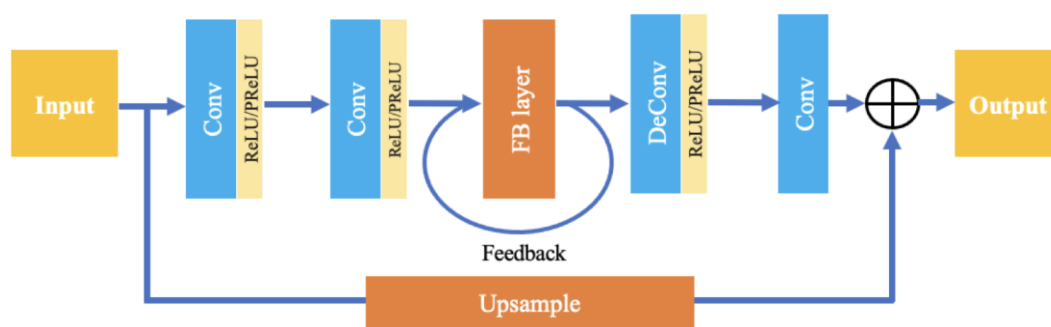 Input
Conv
ReLU/PReLU
Conv
ReLU/PReLU
FB layer
DeConv
ReLU/PReLU
Conv
Output
Feedback
Upsample